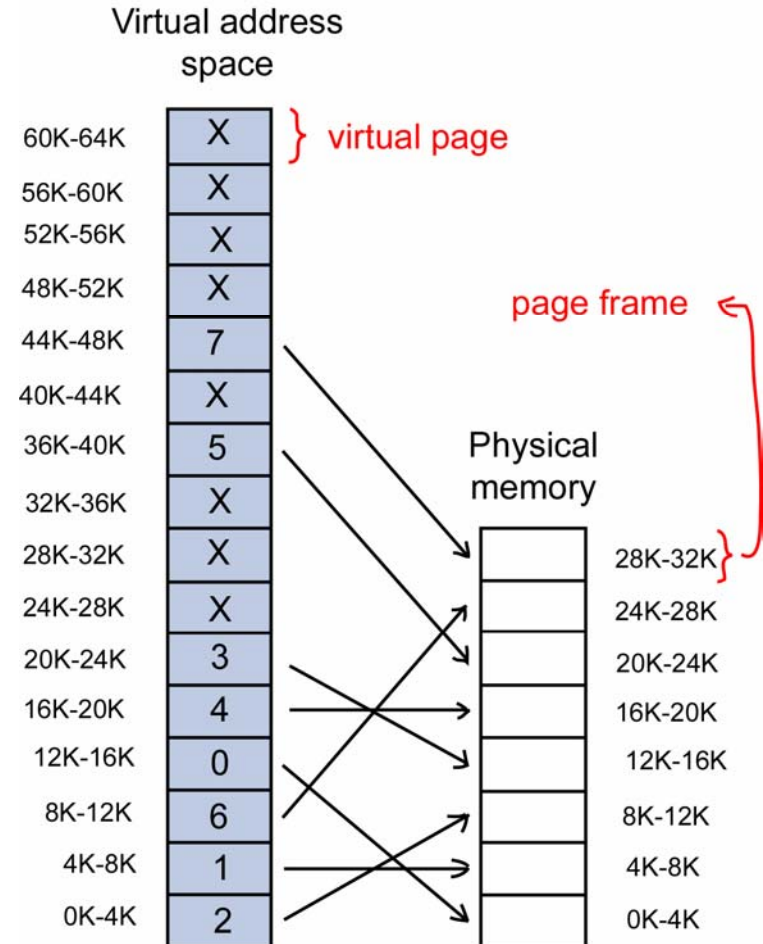 Virtual address
space
60K-64K X } virtual page
56K-60K X
52K-56K X
48K-52K X
page frame
44K-48K 7
40K-44K X
36K-40K 5
Physical
memory
32K-36K X
28K-32K X 28K-32K }
24K-28K X 24K-28K
20K-24K 3 20K-24K
16K-20K 4 16K-20K
12K-16K 0 12K-16K
8K-12K 6 8K-12K
4K-8K 1 4K-8K
0K-4K 2 0K-4K